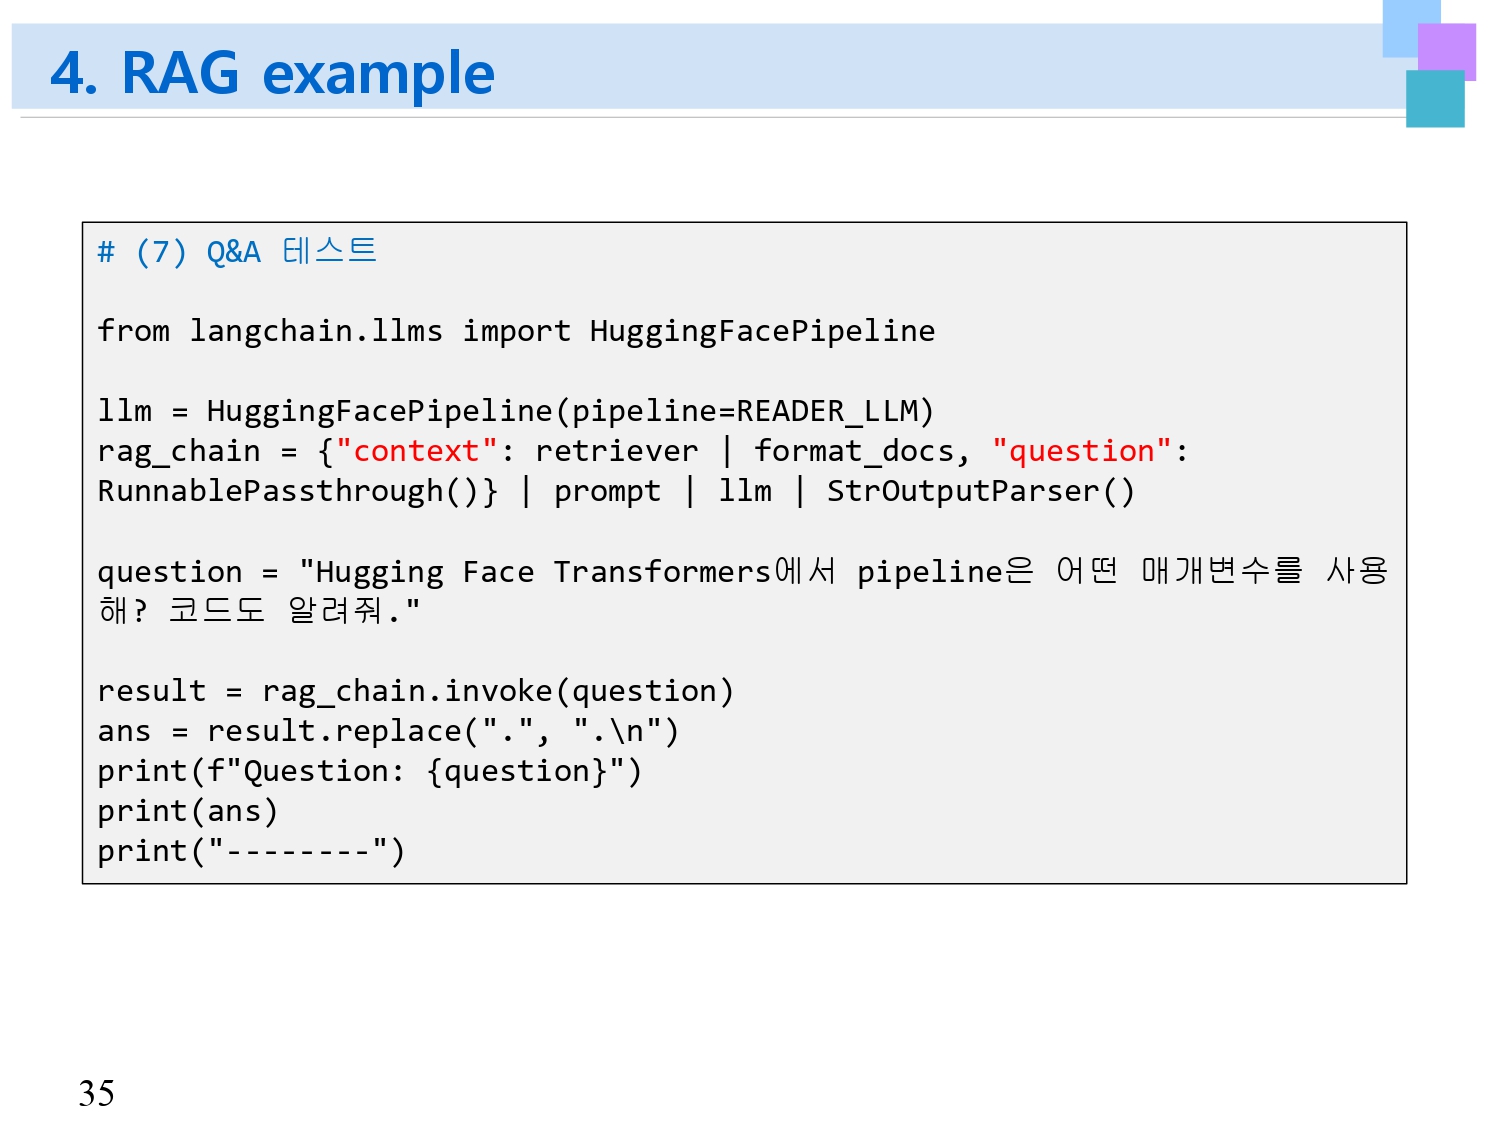 4. RAG example
# (7) Q&A 테스트
from langchain.llms import HuggingFacePipeline
llm = HuggingFacePipeline(pipeline=READER_LLM)
rag_chain = {"context": retriever | format_docs, "question":
RunnablePassthrough()} | prompt | llm | StrOutputParser()
question = "Hugging Face Transformers에서 pipeline은 어떤 매개변수를 사용
해? 코드도 알려줘."
result = rag_chain.invoke(question)
ans = result.replace(".", ".\n")
print(f"Question: {question}")
print(ans)
print("--------")
35